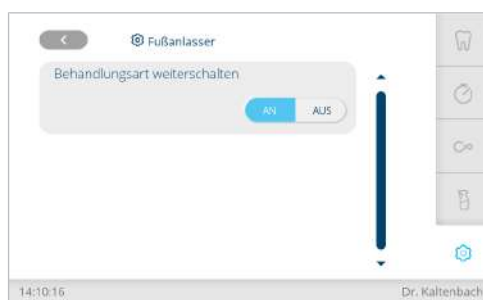 Fußanlasser
Behandlungsart weiterschalten
AN AUS
14:10:16 Dr. Kaltenbach